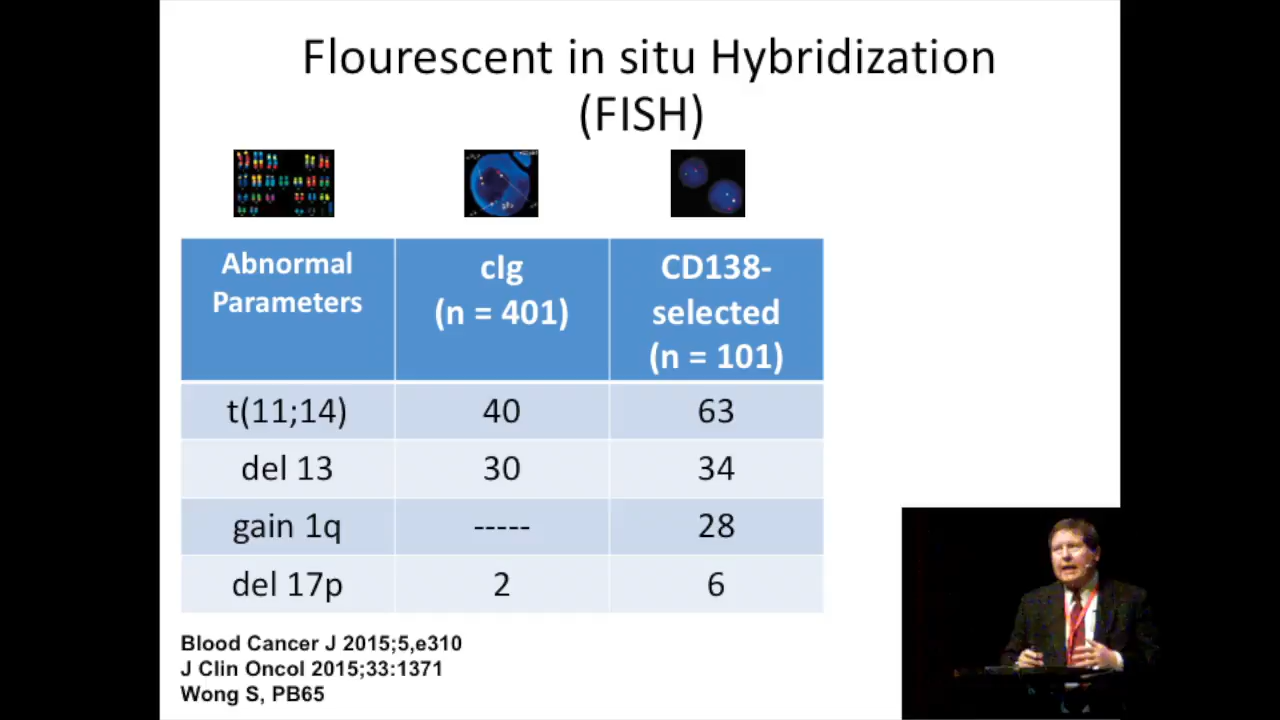 Flourescent in situ Hybridization
(FISH)
Abnormal
Parameters
cIg
(n = 401)
CD138-
selected
(n = 101)
t(11;14)
40
63
del 13
30
34
gain 1q
-----
28
del 17p
2
6
Blood Cancer J 2015;5,e310
J Clin Oncol 2015;33:1371
Wong S, PB65